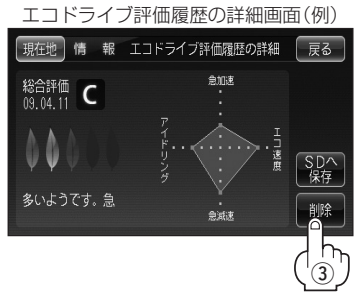 エコドライブ評価履歴の詳細画面(例)
現在地 情 報 エコドライブ評価履歴の詳細 戻る
総合評価
09.04.11 C
急加速
アイドリング
エコ速度
急減速
多いようです。急
SDへ
保存
削除
③